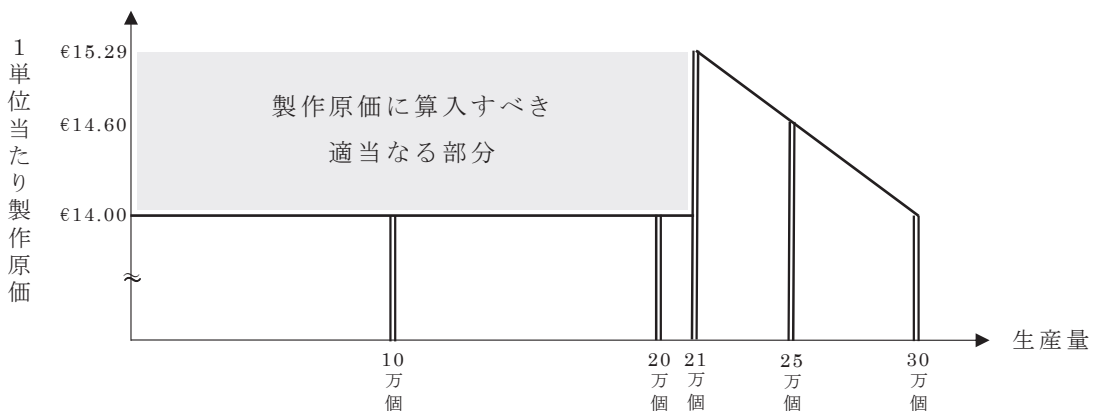 1単位当たり製作原価
€15.29
€14.60
€14.00
製作原価に算入すべき
適当なる部分
≈
10万個
20万個
21万個
25万個
30万個
生産量